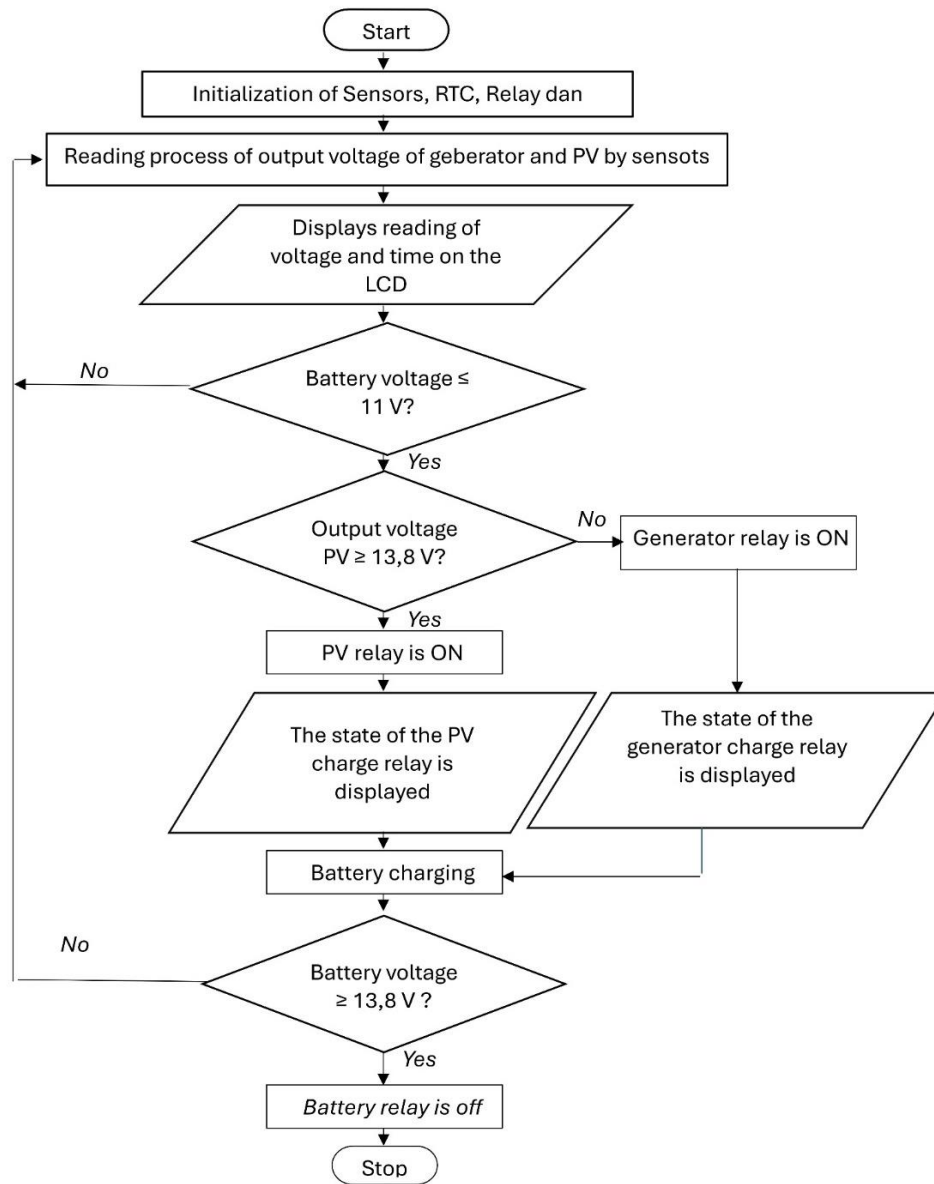 Start
Initialization of Sensors, RTC, Relay dan
Reading process of output voltage of geberator and PV by sensots
Displays reading of
voltage and time on the
LCD
No
Battery voltage ≤
11 V?
Yes
Output voltage
PV ≥ 13,8 V?
No
Generator relay is ON
Yes
PV relay is ON
The state of the PV
charge relay is
displayed
The state of the
generator charge relay
is displayed
Battery charging
No
Battery voltage
≥ 13,8 V ?
Yes
Battery relay is off
Stop